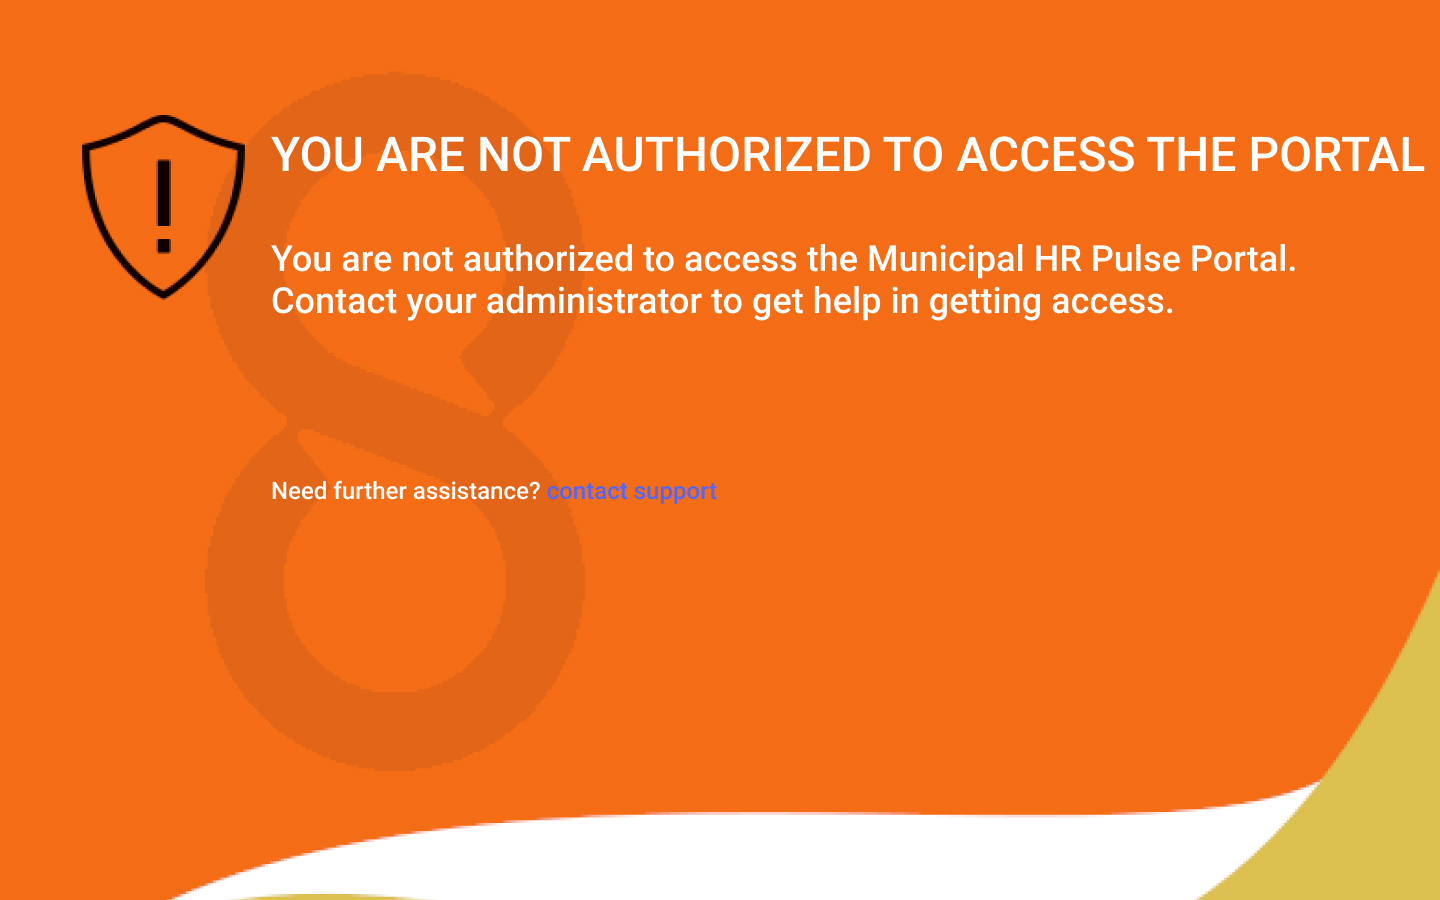 YOU ARE NOT AUTHORIZED TO ACCESS THE PORTAL
You are not authorized to access the Municipal HR Pulse Portal.
Contact your administrator to get help in getting access.
Need further assistance? contact support